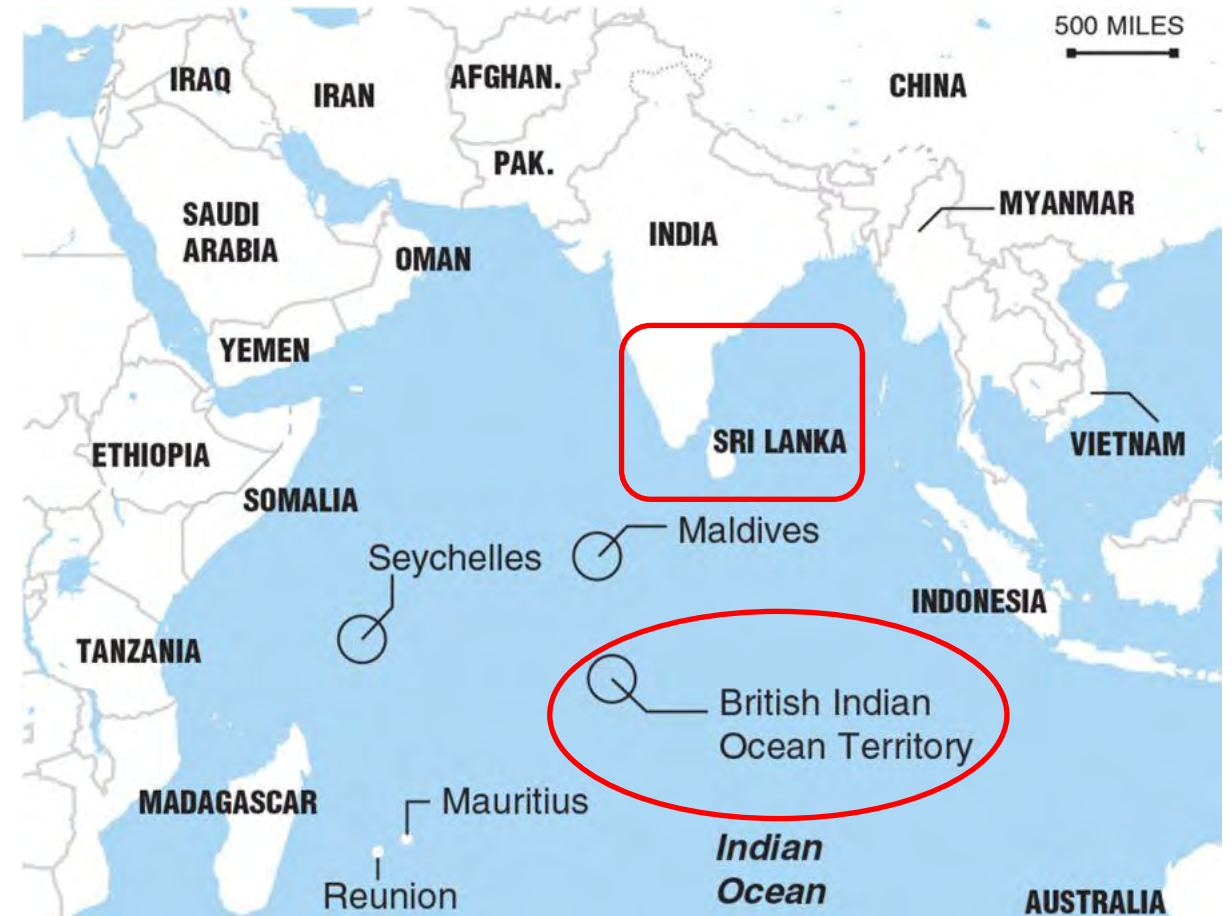 500 MILES
IRAQ
IRAN
AFGHAN.
CHINA
PAK.
SAUDI
ARABIA
OMAN
INDIA
MYANMAR
YEMEN
ETHIOPIA
SRI LANKA
VIETNAM
SOMALIA
Seychelles
Maldives
INDONESIA
TANZANIA
British Indian
Ocean Territory
MADAGASCAR
Mauritius
Reunion
Indian
Ocean
AUSTRALIA